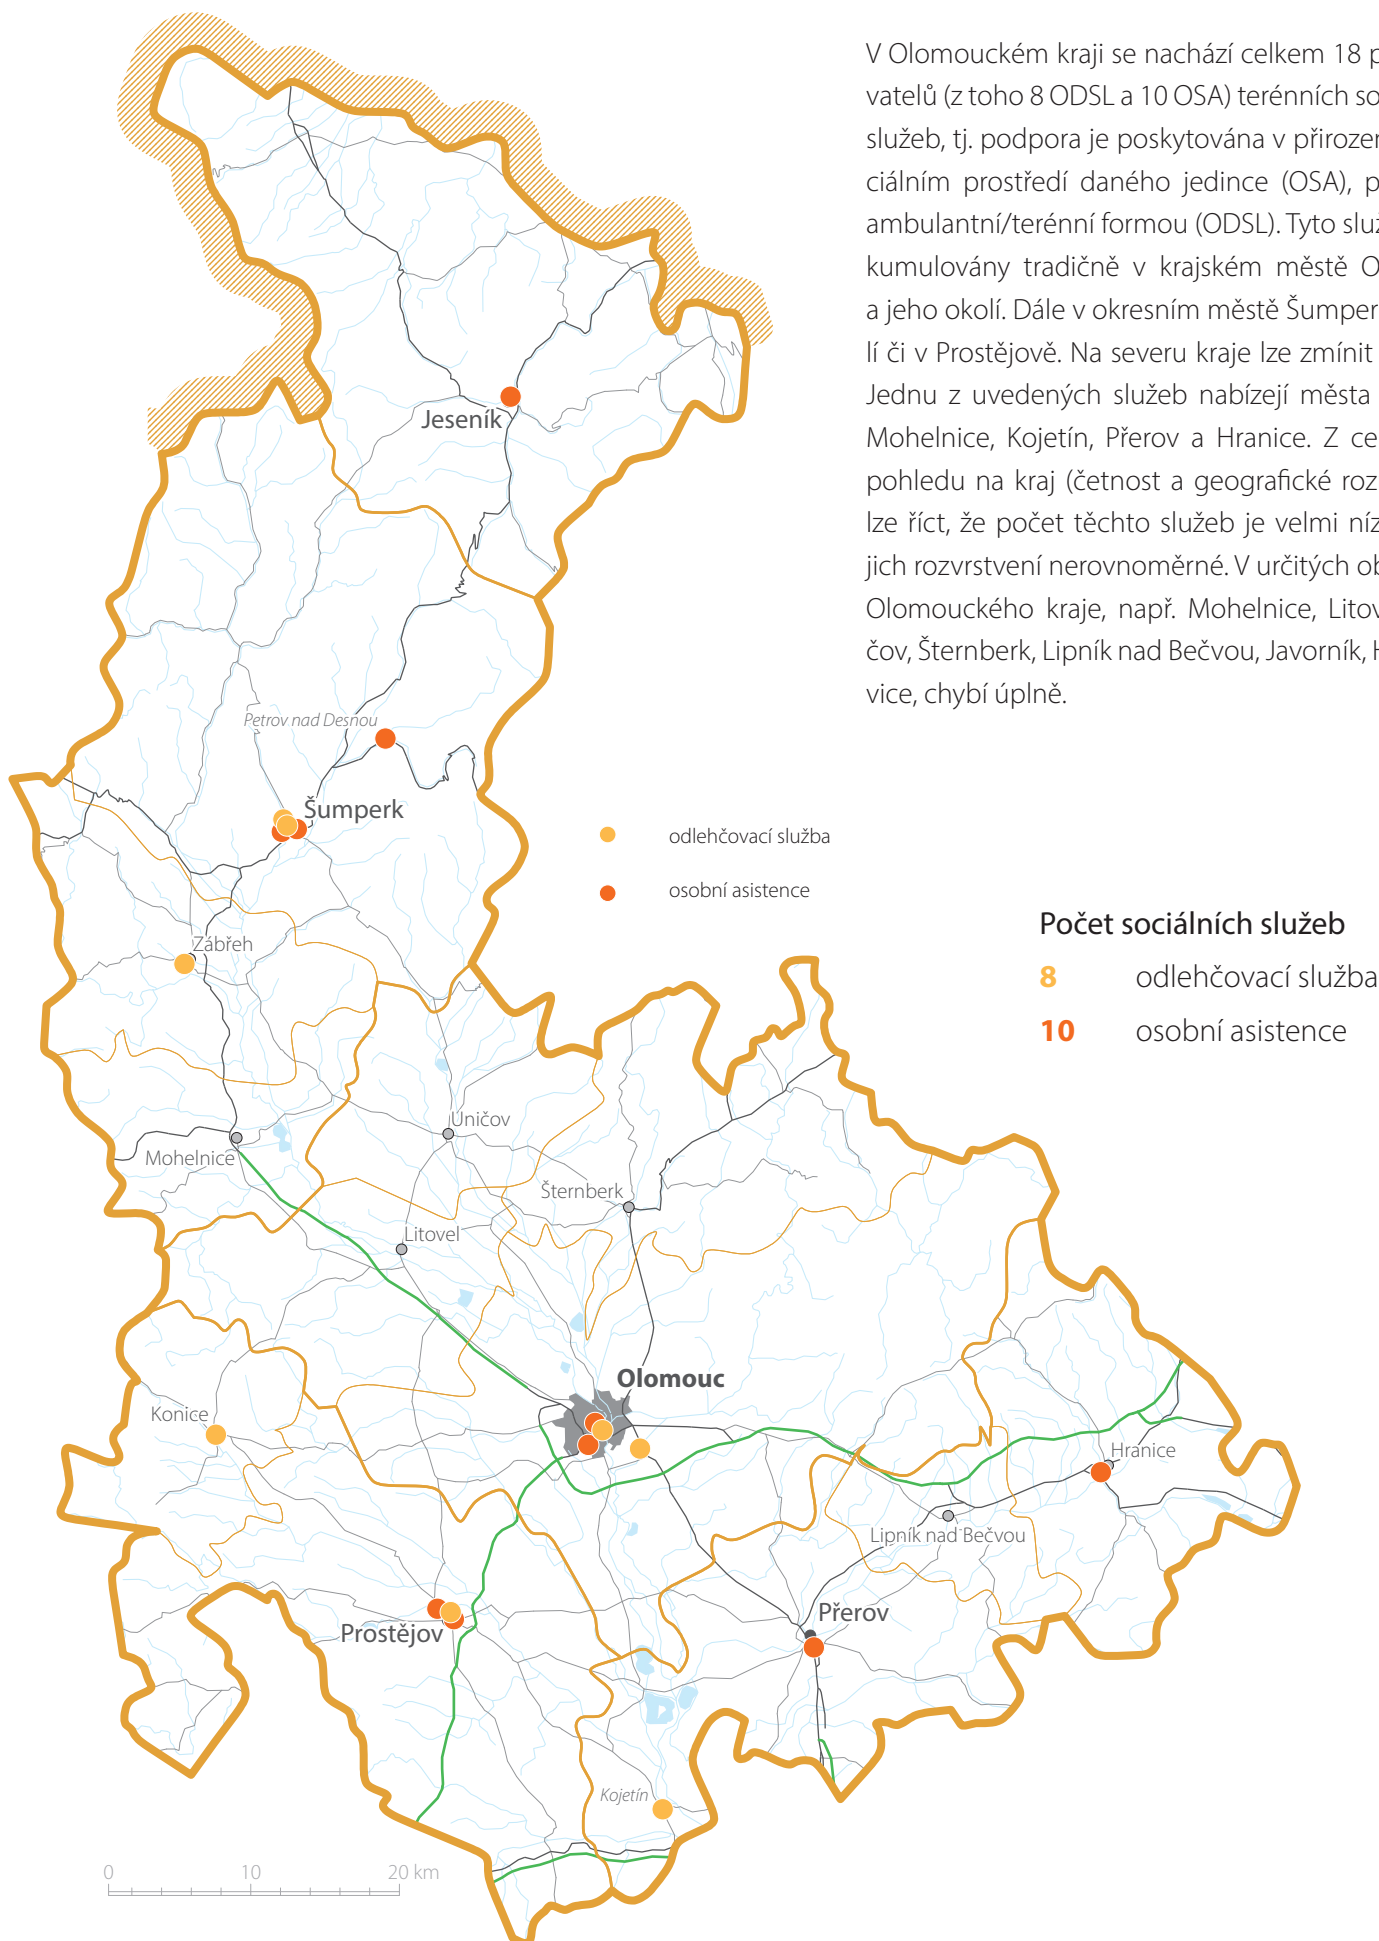 V Olomouckém kraji se nachází celkem 18 p
vatelů (z toho 8 ODSL a 10 OSA) terénních so
služeb, tj. podpora je poskytována v přirozen
ciálním prostředí daného jedince (OSA), p
ambulantní/terénní formou (ODSL). Tyto služ
kumulovány tradičně v krajském městě O
a jeho okolí. Dále v okresním městě Šumper
lí či v Prostějově. Na severu kraje lze zmínit
Jednu z uvedených služeb nabízejí města
Mohelnice, Kojetín, Přerov a Hranice. Z ce
pohledu na kraj (četnost a geografické roz
lze říct, že počet těchto služeb je velmi níz
jich rozvrstvení nerovnoměrné. V určitých ob
Olomouckého kraje, např. Mohelnice, Litov
čov, Šternberk, Lipník nad Bečvou, Javorník, H
vice, chybí úplně.
Jeseník
Petrov nad Desnou
Šumperk
odlehčovací služba
osobní asistence
Počet sociálních služeb
8 odlehčovací služba
10 osobní asistence
Zábřeh
Uničov
Mohelnice
Šternberk
Litovel
Olomouc
Konice
Hranice
Lipník nad Bečvou
Přerov
Prostějov
Kojetín
0 10 20 km